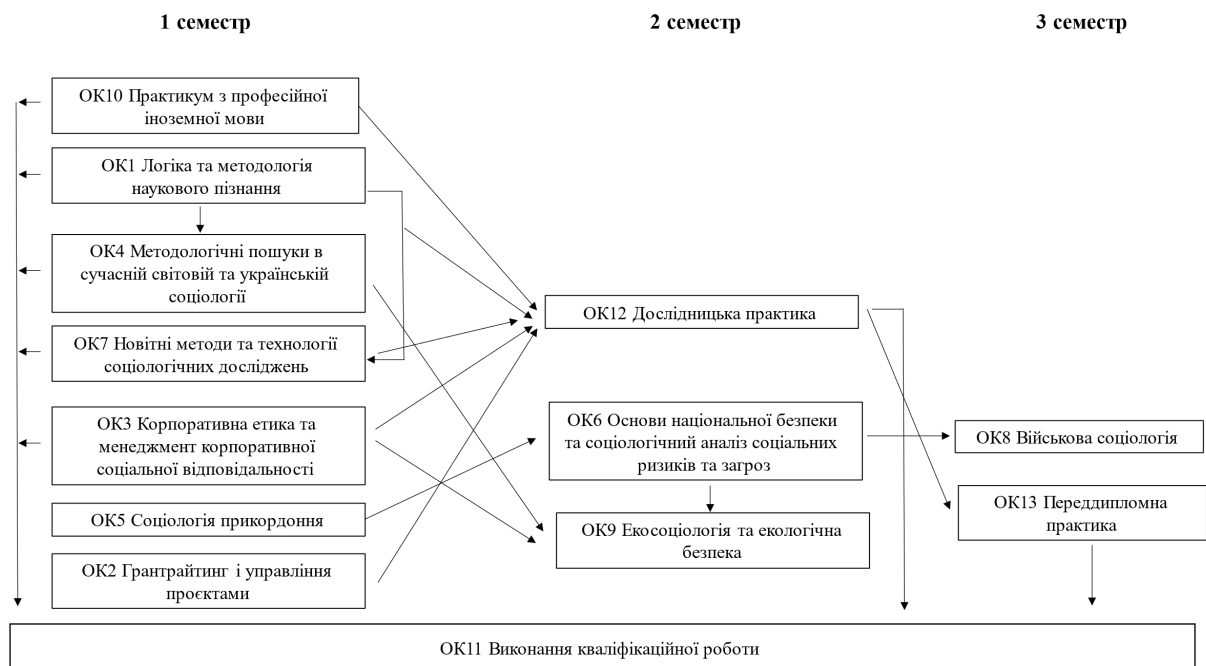 1 семестр
2 семестр
3 семестр
ОК10 Практикум з професійної
іноземної мови
ОК1 Логіка та методологія
наукового пізнання
ОК4 Методологічні пошуки в
сучасній світовій та українській
соціології
ОК7 Новітні методи та технології
соціологічних досліджень
ОК3 Корпоративна етика та
менеджмент корпоративної
соціальної відповідальності
ОК5 Соціологія прикордоння
ОК2 Грантрайтинг і управління
проєктами
ОК12 Дослідницька практика
ОК6 Основи національної безпеки
та соціологічний аналіз соціальних
ризиків та загроз
ОК9 Екосоціологія та екологічна
безпека
ОК8 Військова соціологія
ОК13 Переддипломна
практика
ОК11 Виконання кваліфікаційної роботи